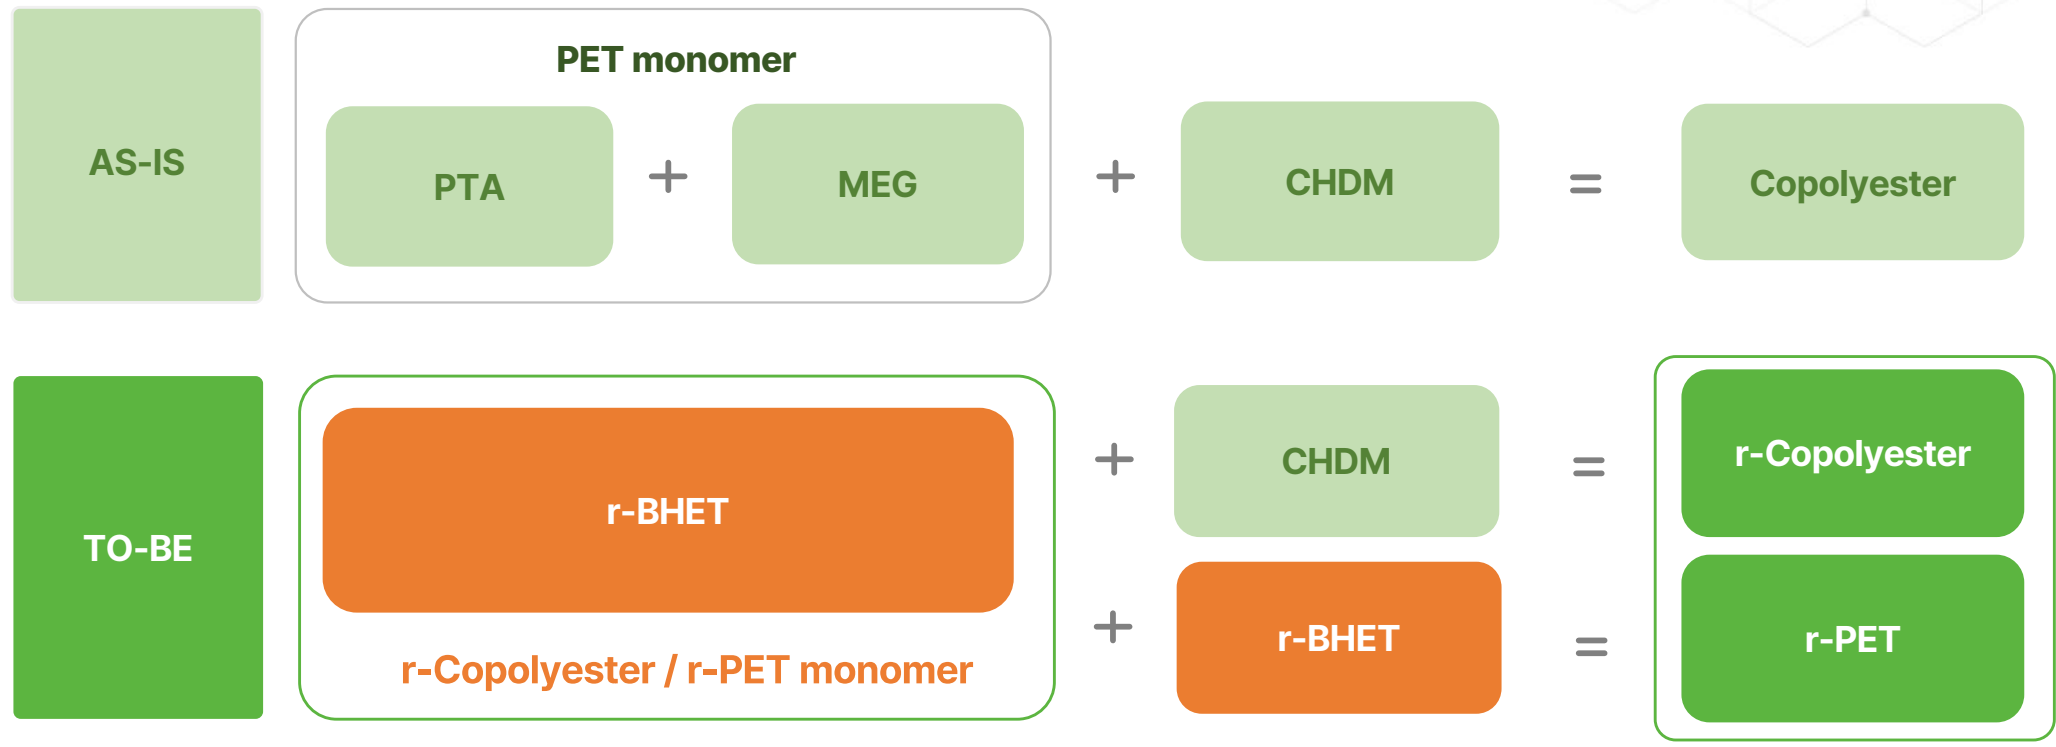 AS-IS
PET monomer
PTA + MEG + CHDM = Copolyester
TO-BE
r-BHET
r-Copolyester / r-PET monomer
+ CHDM = r-Copolyester
+ r-BHET = r-PET